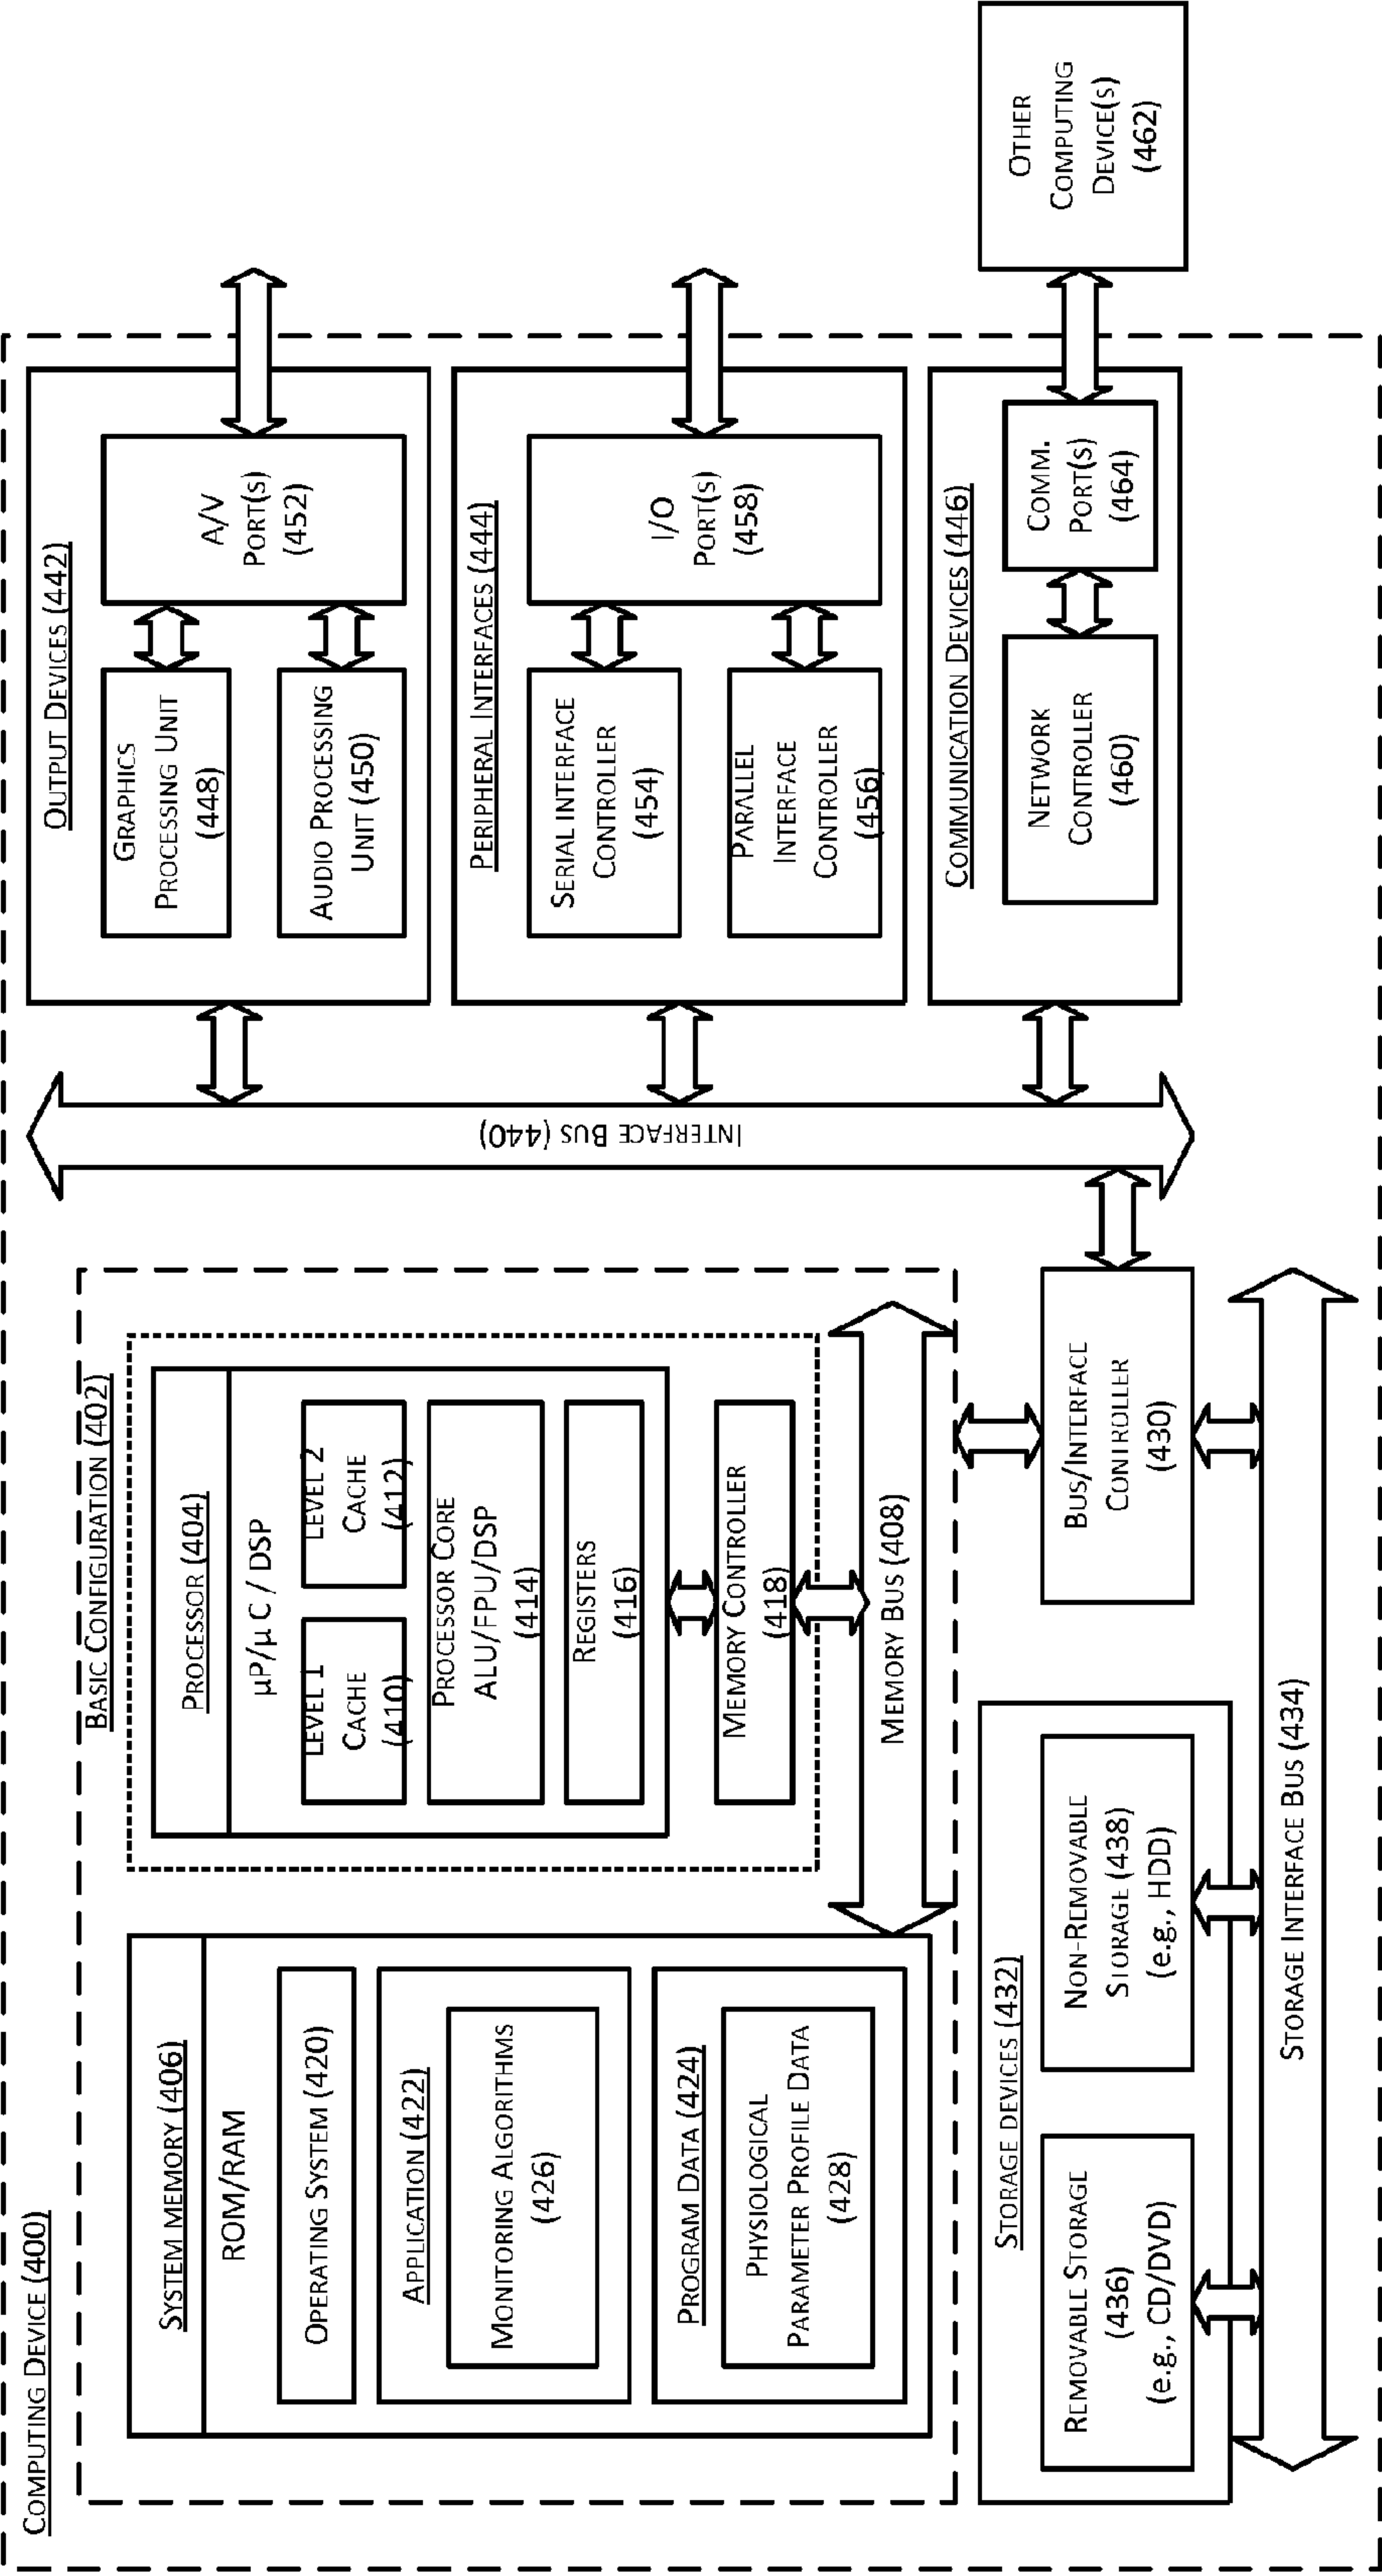 COMPUTING DEVICE (400)
BASIC CONFIGURATION (402)
SYSTEM MEMORY (406)
ROM/RAM
OPERATING SYSTEM (420)
APPLICATION (422)
MONITORING ALGORITHMS
(426)
PROGRAM DATA (424)
PHYSIOLOGICAL
PARAMETER PROFILE DATA
(428)
PROCESSOR (404)
µP/µC / DSP
LEVEL 1
CACHE
(410)
LEVEL 2
CACHE
(412)
PROCESSOR CORE
ALU/FPU/DSP
(414)
REGISTERS
(416)
MEMORY CONTROLLER
(418)
MEMORY BUS (408)
STORAGE DEVICES (432)
REMOVABLE STORAGE
(436)
(e.g., CD/DVD)
NON-REMOVABLE
STORAGE (438)
(e.g., HDD)
BUS/INTERFACE
CONTROLLER
(430)
STORAGE INTERFACE BUS (434)
INTERFACE BUS (440)
OUTPUT DEVICES (442)
GRAPHICS
PROCESSING UNIT
(448)
AUDIO PROCESSING
UNIT (450)
A/V
PORT(S)
(452)
PERIPHERAL INTERFACES (444)
SERIAL INTERFACE
CONTROLLER
(454)
PARALLEL
INTERFACE
CONTROLLER
(456)
I/O
PORT(S)
(458)
COMMUNICATION DEVICES (446)
NETWORK
CONTROLLER
(460)
COMM.
PORT(S)
(464)
OTHER
COMPUTING
DEVICE(S)
(462)